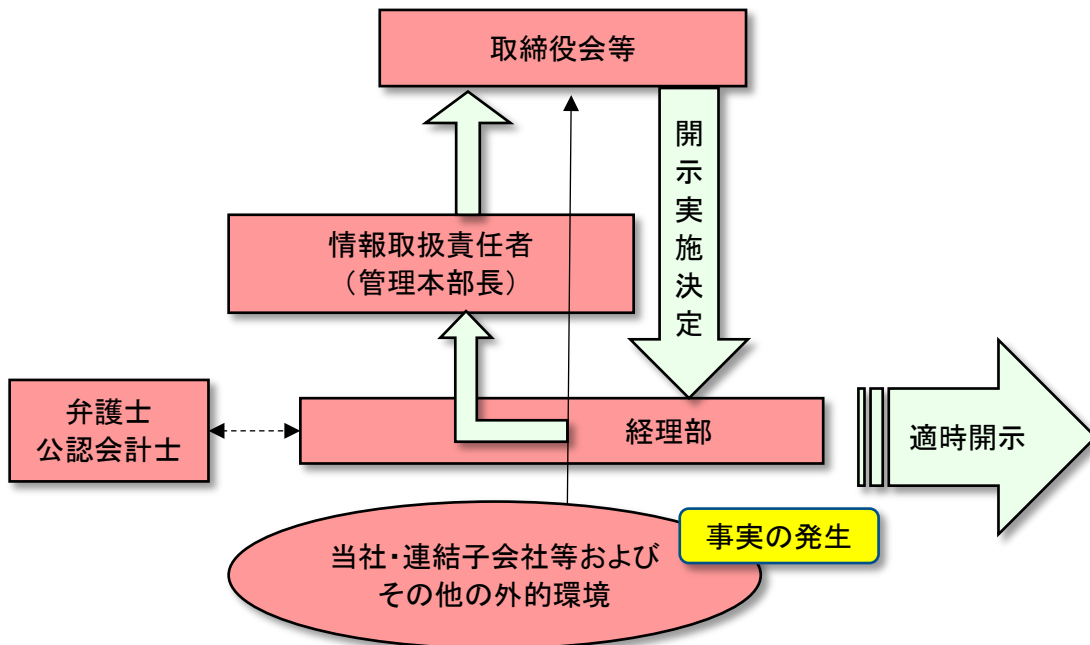 取締役会等
開示実施決定
情報取扱責任者
（管理本部長）
弁護士
公認会計士
経理部
適時開示
事実の発生
当社・連結子会社等および
その他の外的環境